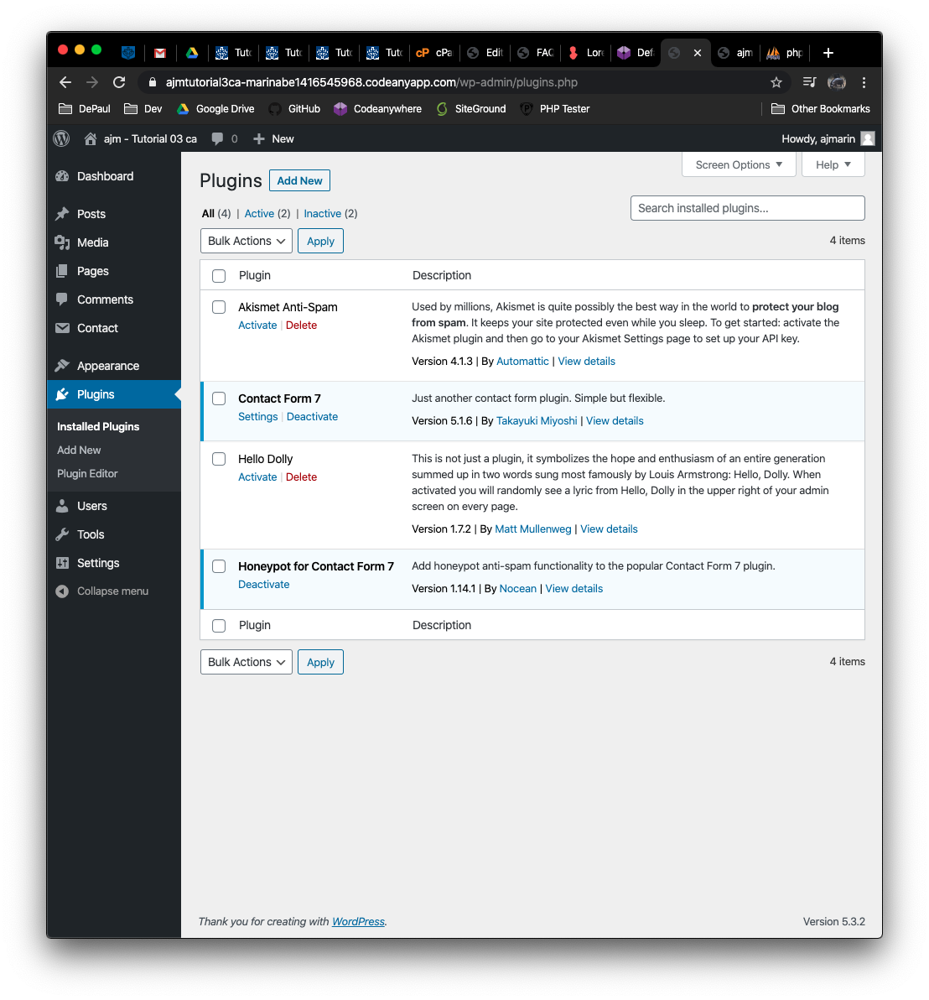 Tuto
Tuto
Tuto
Tuto
cP cPa
Edit
FAQ
Lore
Defa
ajm
php
ajmtutorial3ca-marinabe1416545968.codeanyapp.com/wp-admin/plugins.php
DePaul Dev Google Drive GitHub Codeanywhere SiteGround PHP Tester Other Bookmarks
ajm - Tutorial 03 ca 0 New Howdy, ajmarin
Dashboard
Posts
Media
Pages
Comments
Contact
Appearance
Plugins
Installed Plugins
Add New
Plugin Editor
Users
Tools
Settings
Collapse menu
Screen Options Help
Plugins Add New
All (4) | Active (2) | Inactive (2)
Search installed plugins...
Bulk Actions Apply
4 items
Plugin Description
Akismet Anti-Spam
Activate | Delete
Used by millions, Akismet is quite possibly the best way in the world to protect your blog
from spam. It keeps your site protected even while you sleep. To get started: activate the
Akismet plugin and then go to your Akismet Settings page to set up your API key.
Version 4.1.3 | By Automattic | View details
Contact Form 7
Settings | Deactivate
Just another contact form plugin. Simple but flexible.
Version 5.1.6 | By Takayuki Miyoshi | View details
Hello Dolly
Activate | Delete
This is not just a plugin, it symbolizes the hope and enthusiasm of an entire generation
summed up in two words sung most famously by Louis Armstrong: Hello, Dolly. When
activated you will randomly see a lyric from Hello, Dolly in the upper right of your admin
screen on every page.
Version 1.7.2 | By Matt Mullenweg | View details
Honeypot for Contact Form 7
Deactivate
Add honeypot anti-spam functionality to the popular Contact Form 7 plugin.
Version 1.14.1 | By Nocean | View details
Plugin Description
Bulk Actions Apply
4 items
Thank you for creating with WordPress.
Version 5.3.2